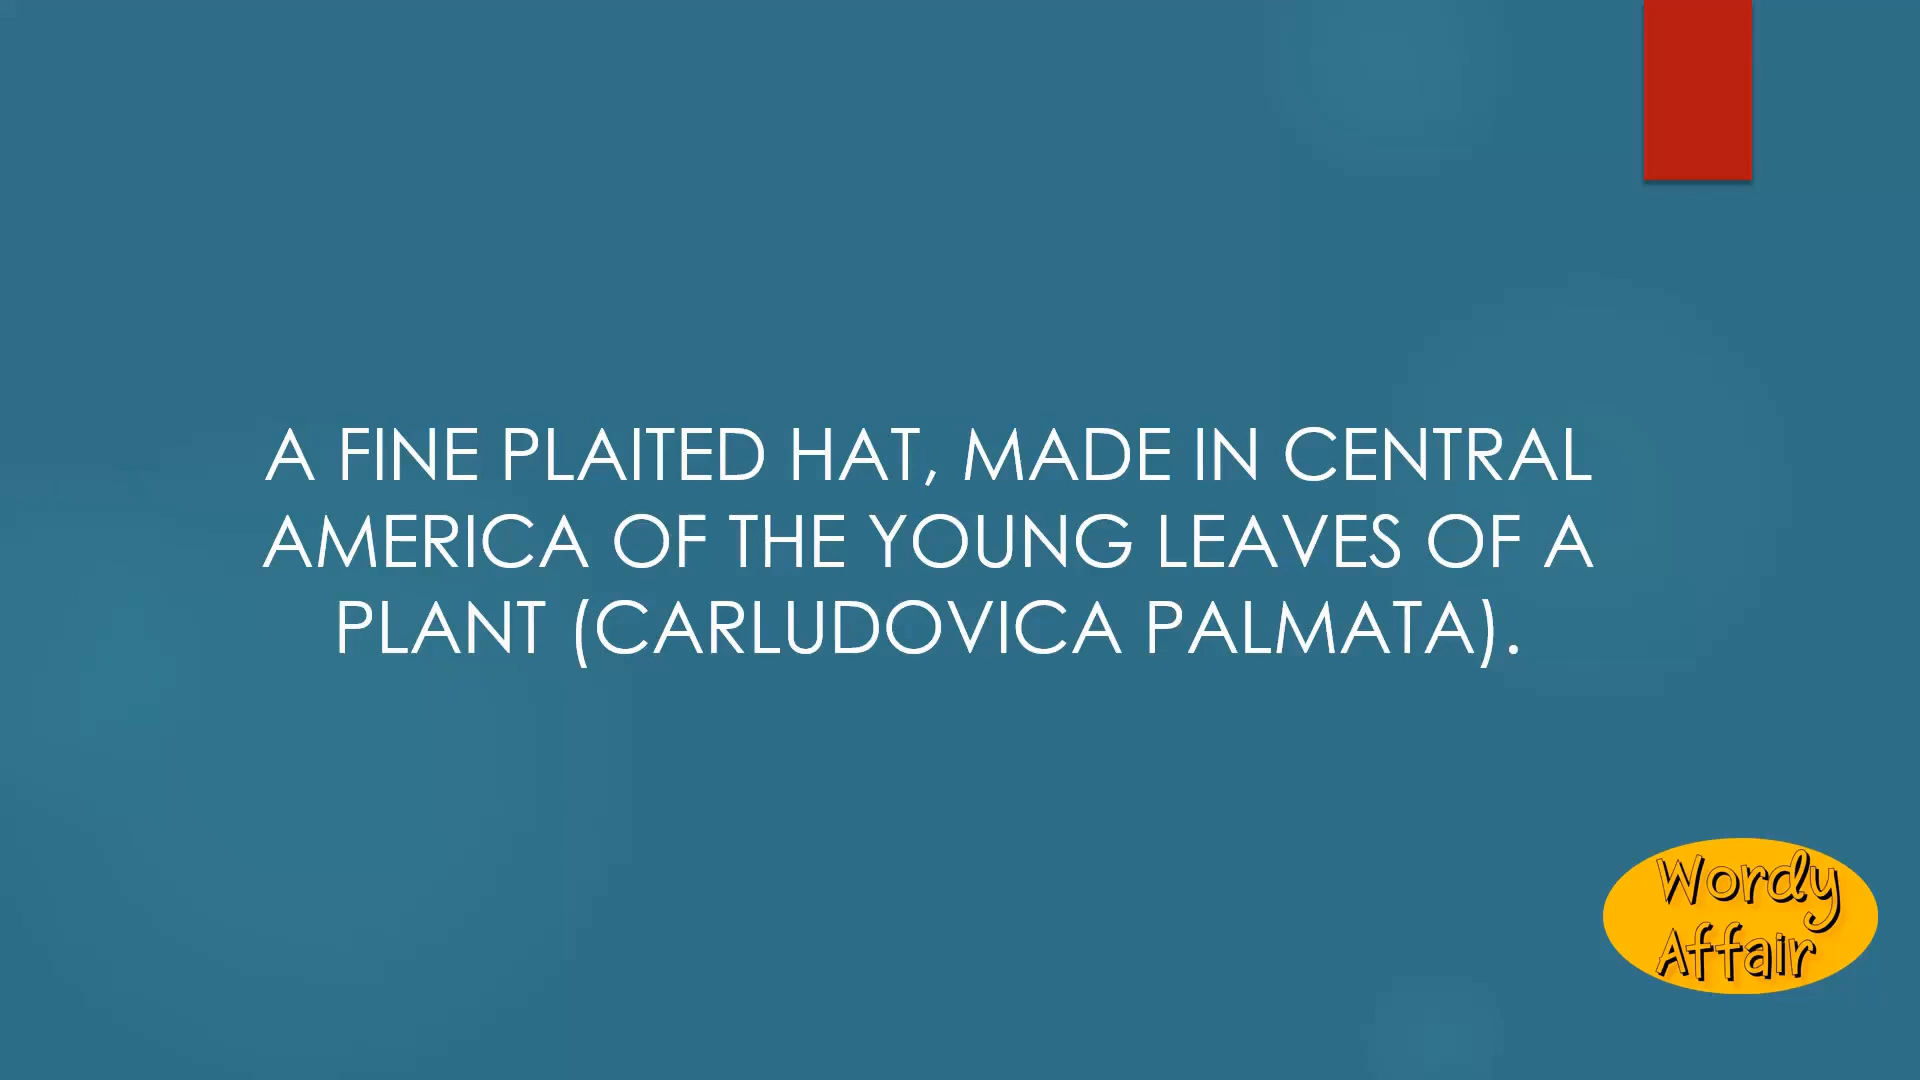 A FINE PLAITED HAT, MADE IN CENTRAL
AMERICA OF THE YOUNG LEAVES OF A
PLANT (CARLUDOVICA PALMATA).
Wordy
Affair